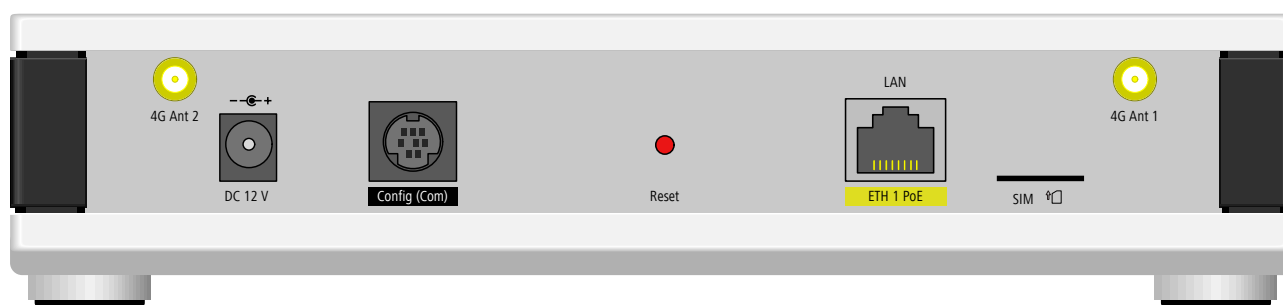 LAN
4G Ant 2
4G Ant 1
DC 12 V
Config (Com)
Reset
ETH 1 PoE
SIM